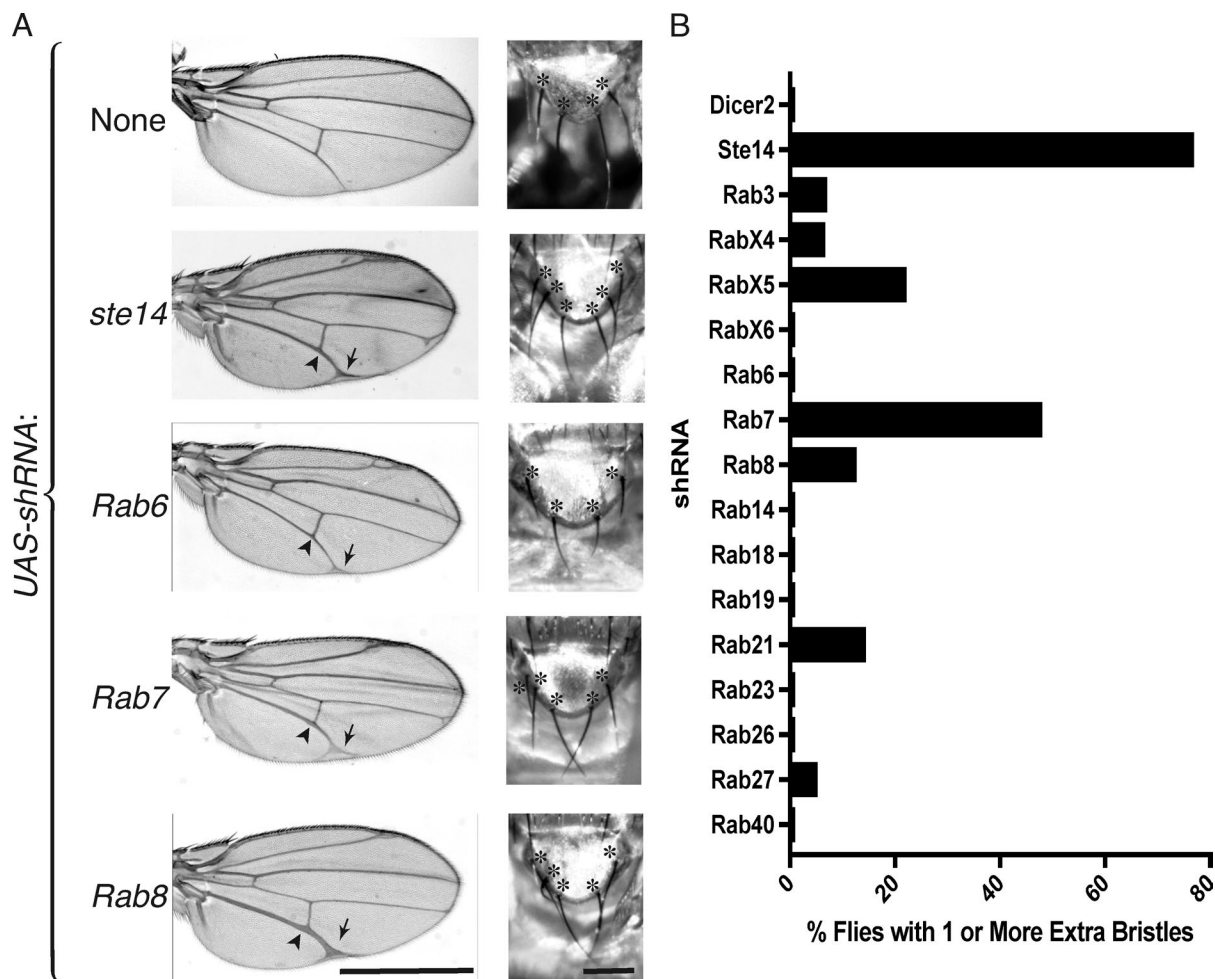 A
UAS-shRNA:
None
ste14
Rab6
Rab7
Rab8
B
shRNA
Dicer2
Ste14
Rab3
RabX4
RabX5
RabX6
Rab6
Rab7
Rab8
Rab14
Rab18
Rab19
Rab21
Rab23
Rab26
Rab27
Rab40
0 20 40 60 80
% Flies with 1 or More Extra Bristles